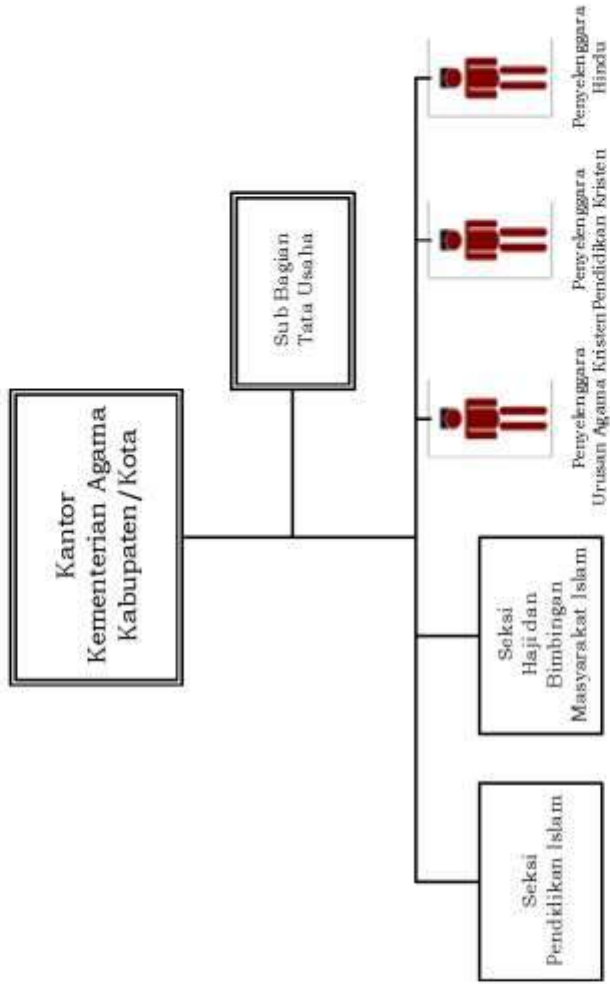 Kantor
Kementerian Agama
Kabupaten/Kota
Sub Bagian
Tata Usaha
Seksi
Pendidikan Islam
Seksi
Haji dan
Bimbingan
Masyarakat Islam
Penyelenggara
Urusan Agama Kristen
Penyelenggara
Pendidikan Kristen
Penyelenggara
Hindu